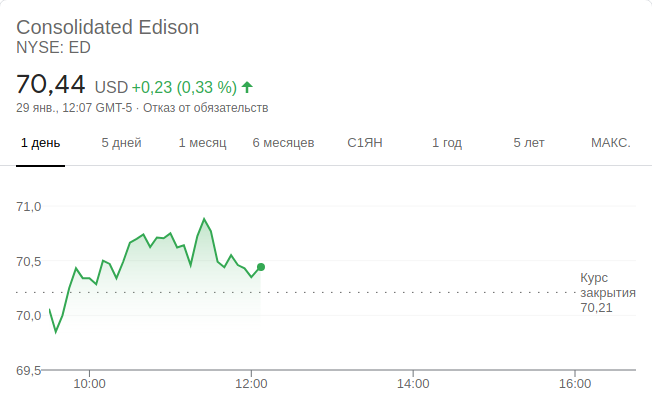 Consolidated Edison
NYSE: ED
70,44 USD +0,23 (0,33 %)
29 янв., 12:07 GMT-5 · Отказ от обязательств
1 день 5 дней 1 месяц 6 месяцев С1ЯН 1 год 5 лет МАКС.
71,0
70,5
Курс
закрытия
70,21
70,0
69,5
10:00 12:00 14:00 16:00